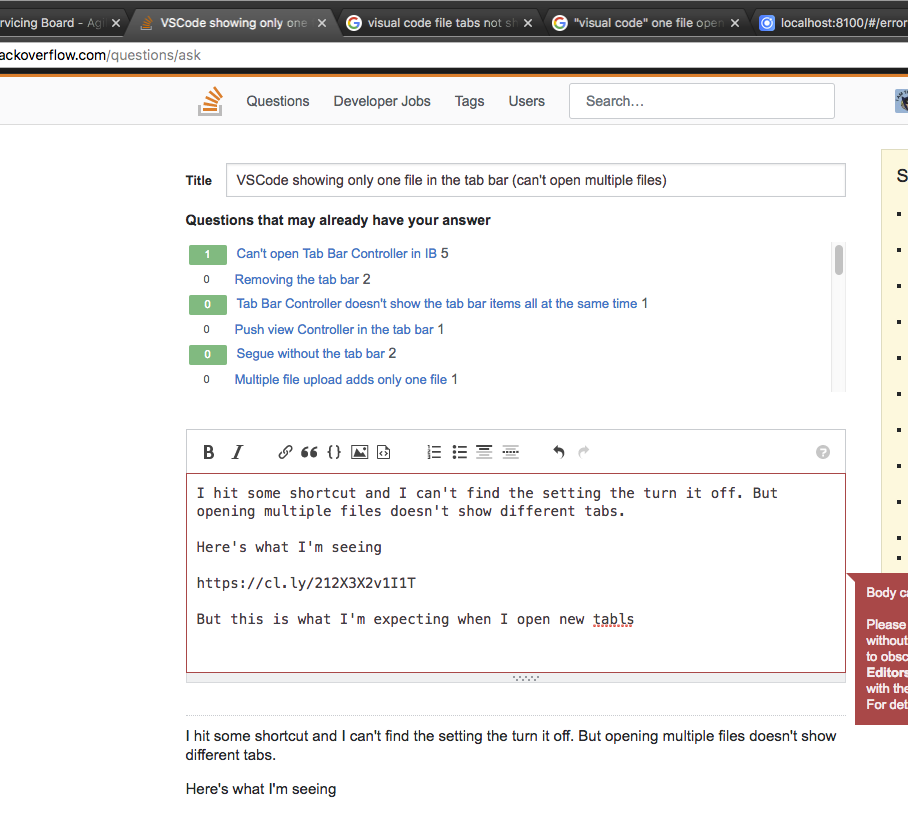 rvicing Board - Agi
VSCode showing only one
visual code file tabs not sh
"visual code" one file open
localhost:8100/#/error
ackoverflow.com/questions/ask
Questions Developer Jobs Tags Users Search...
Title VSCode showing only one file in the tab bar (can't open multiple files)
S
Questions that may already have your answer
1 Can't open Tab Bar Controller in IB 5
0 Removing the tab bar 2
0 Tab Bar Controller doesn't show the tab bar items all at the same time 1
0 Push view Controller in the tab bar 1
0 Segue without the tab bar 2
0 Multiple file upload adds only one file 1
B I {} ?
I hit some shortcut and I can't find the setting the turn it off. But
opening multiple files doesn't show different tabs.
Here's what I'm seeing
https://cl.ly/212X3X2v1I1T
But this is what I'm expecting when I open new tabls
Body ca
Please
without
to obsc
Editors
with the
For det
I hit some shortcut and I can't find the setting the turn it off. But opening multiple files doesn't show
different tabs.
Here's what I'm seeing